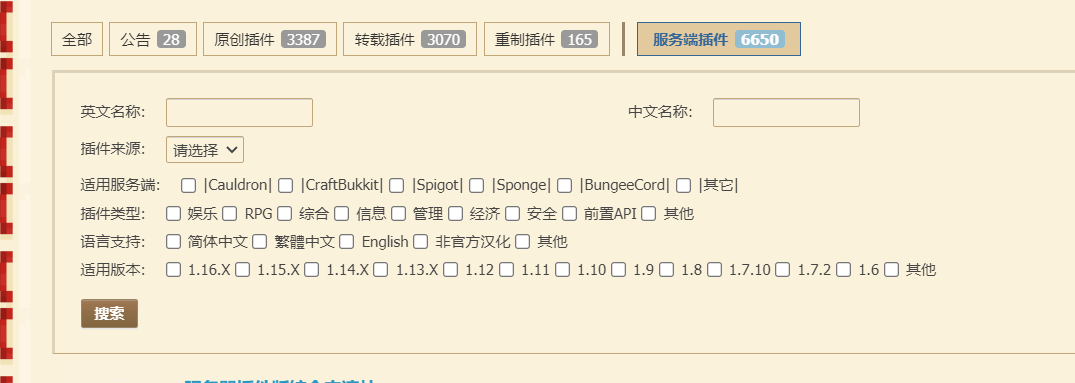 全部 公告 28 原创插件 3387 转载插件 3070 重制插件 165 服务端插件 6650
英文名称: 中文名称:
插件来源: 请选择
适用服务端: |Cauldron| |CraftBukkit| |Spigot| |Sponge| |BungeeCord| |其它|
插件类型: 娱乐 RPG 综合 信息 管理 经济 安全 前置API 其他
语言支持: 简体中文 繁體中文 English 非官方汉化 其他
适用版本: 1.16.X 1.15.X 1.14.X 1.13.X 1.12 1.11 1.10 1.9 1.8 1.7.10 1.7.2 1.6 其他
搜索